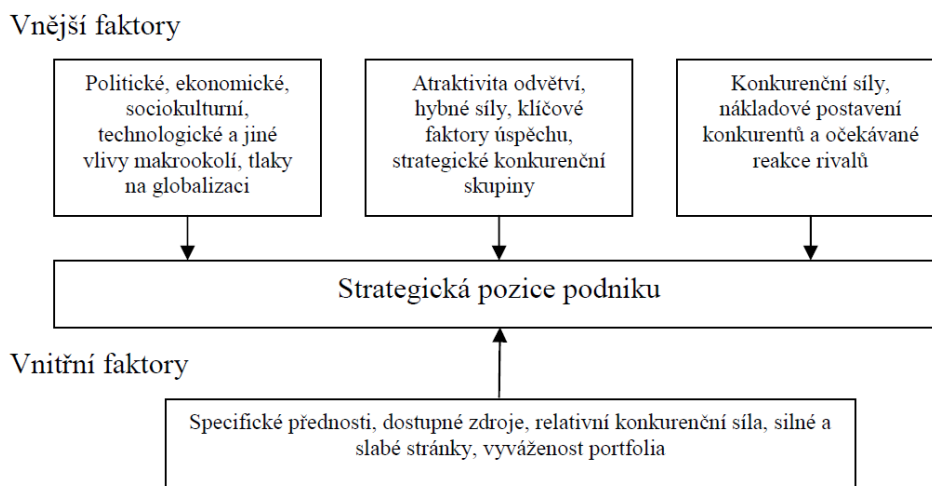 Vnější faktory
Politické, ekonomické,
sociokulturní,
technologické a jiné
vlivy makrookolí, tlaky
na globalizaci
Atraktivita odvětví,
hybné síly, klíčové
faktory úspěchu,
strategické konkurenční
skupiny
Konkurenční síly,
nákladové postavení
konkurentů a očekávané
reakce rivalů
Strategická pozice podniku
Vnitřní faktory
Specifické přednosti, dostupné zdroje, relativní konkurenční síla, silné a
slabé stránky, vyváženost portfolia